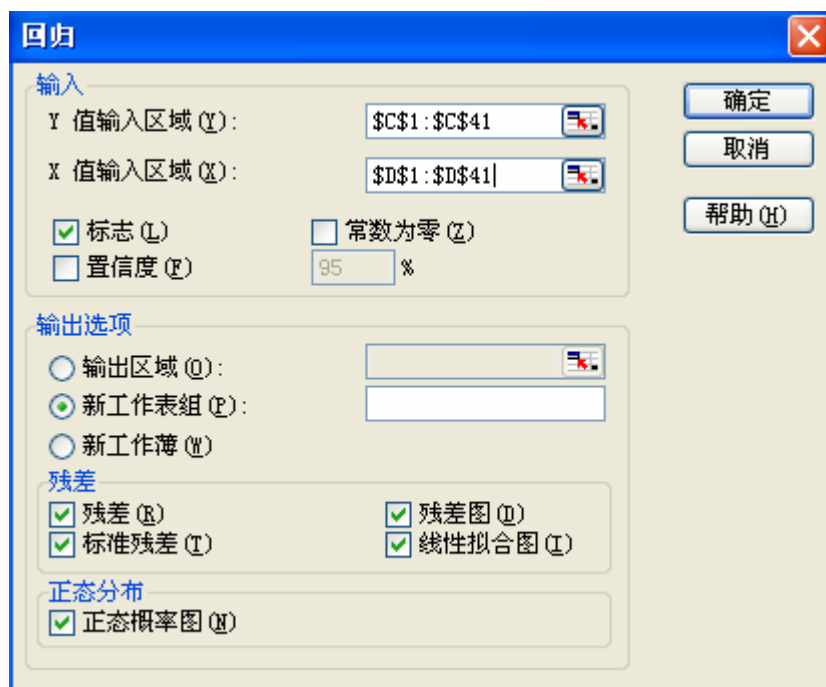 回归
输入
Y 值输入区域(Y):
$C$1:$C$41
确定
X 值输入区域(X):
$D$1:$D$41
取消
标志(L)
常数为零(Z)
帮助(H)
置信度(F)
95
%
输出选项
输出区域(O):
新工作表组(P):
新工作薄(W)
残差
残差(R)
残差图(D)
标准残差(T)
线性拟合图(I)
正态分布
正态概率图(N)